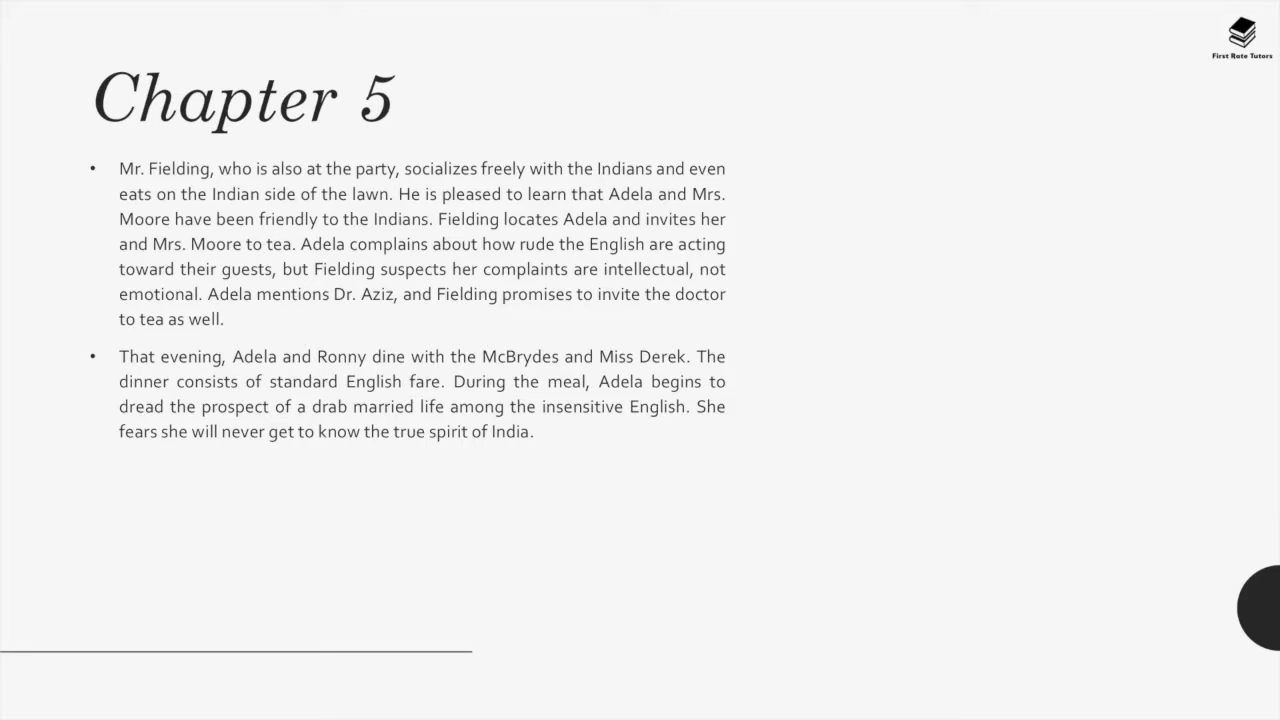 First Rate Tutors
Chapter 5
• Mr. Fielding, who is also at the party, socializes freely with the Indians and even
eats on the Indian side of the lawn. He is pleased to learn that Adela and Mrs.
Moore have been friendly to the Indians. Fielding locates Adela and invites her
and Mrs. Moore to tea. Adela complains about how rude the English are acting
toward their guests, but Fielding suspects her complaints are intellectual, not
emotional. Adela mentions Dr. Aziz, and Fielding promises to invite the doctor
to tea as well.
• That evening, Adela and Ronny dine with the McBrydes and Miss Derek. The
dinner consists of standard English fare. During the meal, Adela begins to
dread the prospect of a drab married life among the insensitive English. She
fears she will never get to know the true spirit of India.